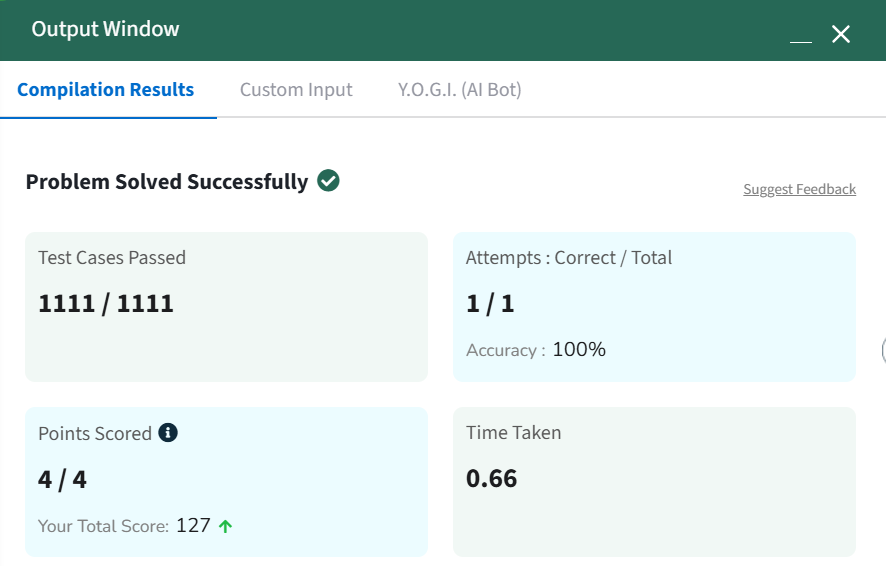 Output Window
Compilation Results
Custom Input
Y.O.G.I. (AI Bot)
Problem Solved Successfully
Suggest Feedback
Test Cases Passed
1111 / 1111
Attempts : Correct / Total
1 / 1
Accuracy : 100%
Points Scored
4 / 4
Your Total Score: 127
Time Taken
0.66